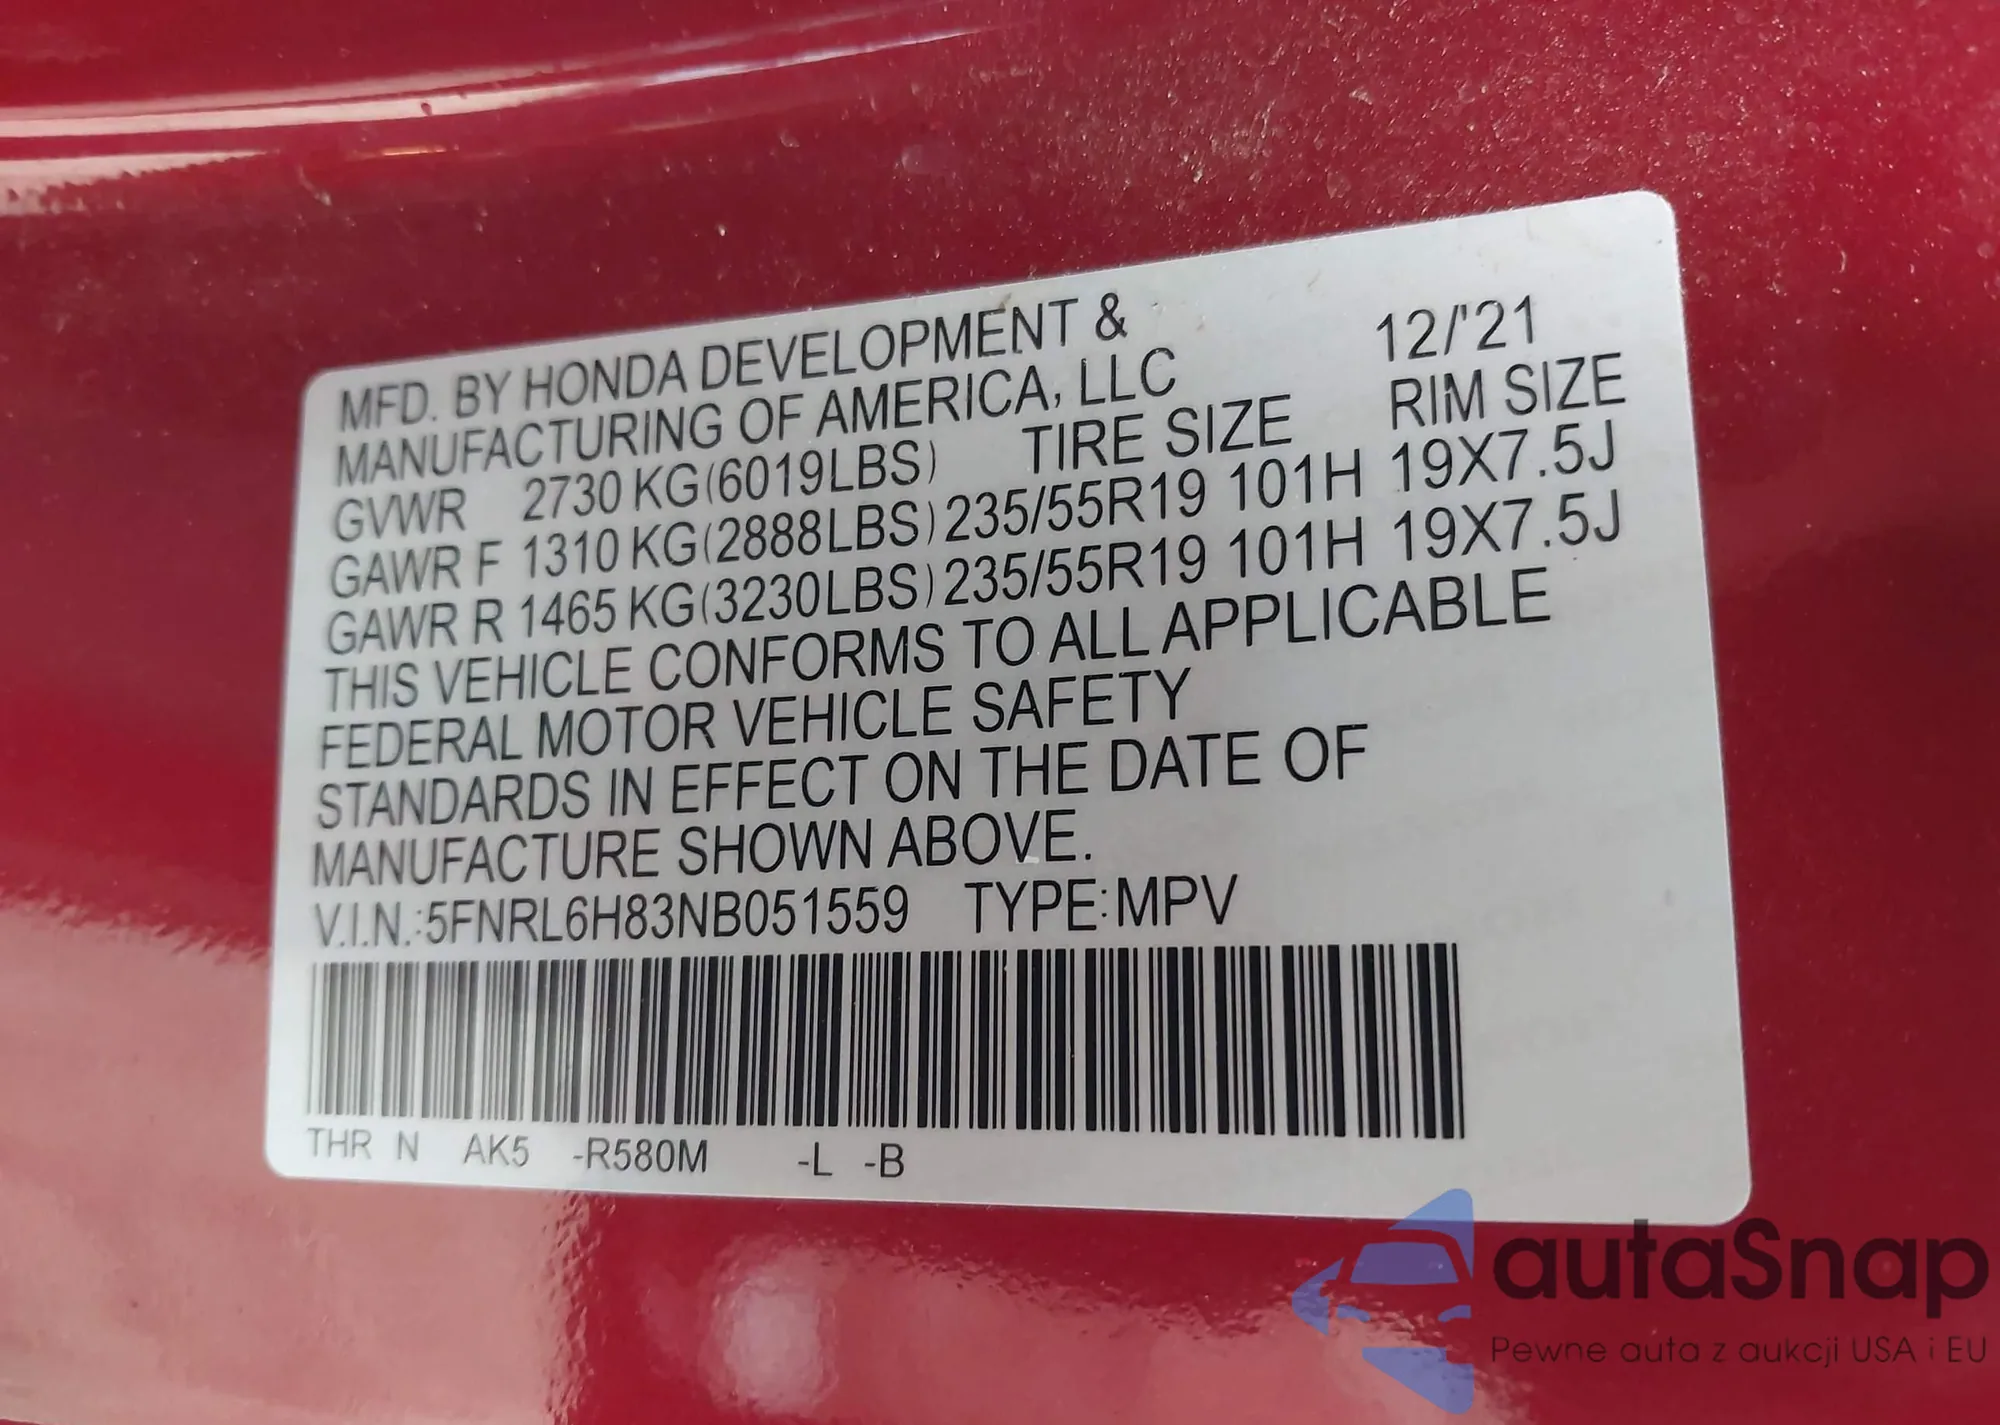 MFD. BY HONDA DEVELOPMENT & 12/'21
MANUFACTURING OF AMERICA, LLC
TIRE SIZE RIM SIZE
GVWR 2730 KG(6019LBS)
GAWR F 1310 KG(2888LBS) 235/55R19 101H 19X7.5J
GAWR R 1465 KG(3230LBS) 235/55R19 101H 19X7.5J
THIS VEHICLE CONFORMS TO ALL APPLICABLE
FEDERAL MOTOR VEHICLE SAFETY
STANDARDS IN EFFECT ON THE DATE OF
MANUFACTURE SHOWN ABOVE.
V.I.N.:5FNRL6H83NB051559 TYPE:MPV
THR N AK5 -R580M -L -B
autaSnap
Pewne auta z aukcji USA i EU